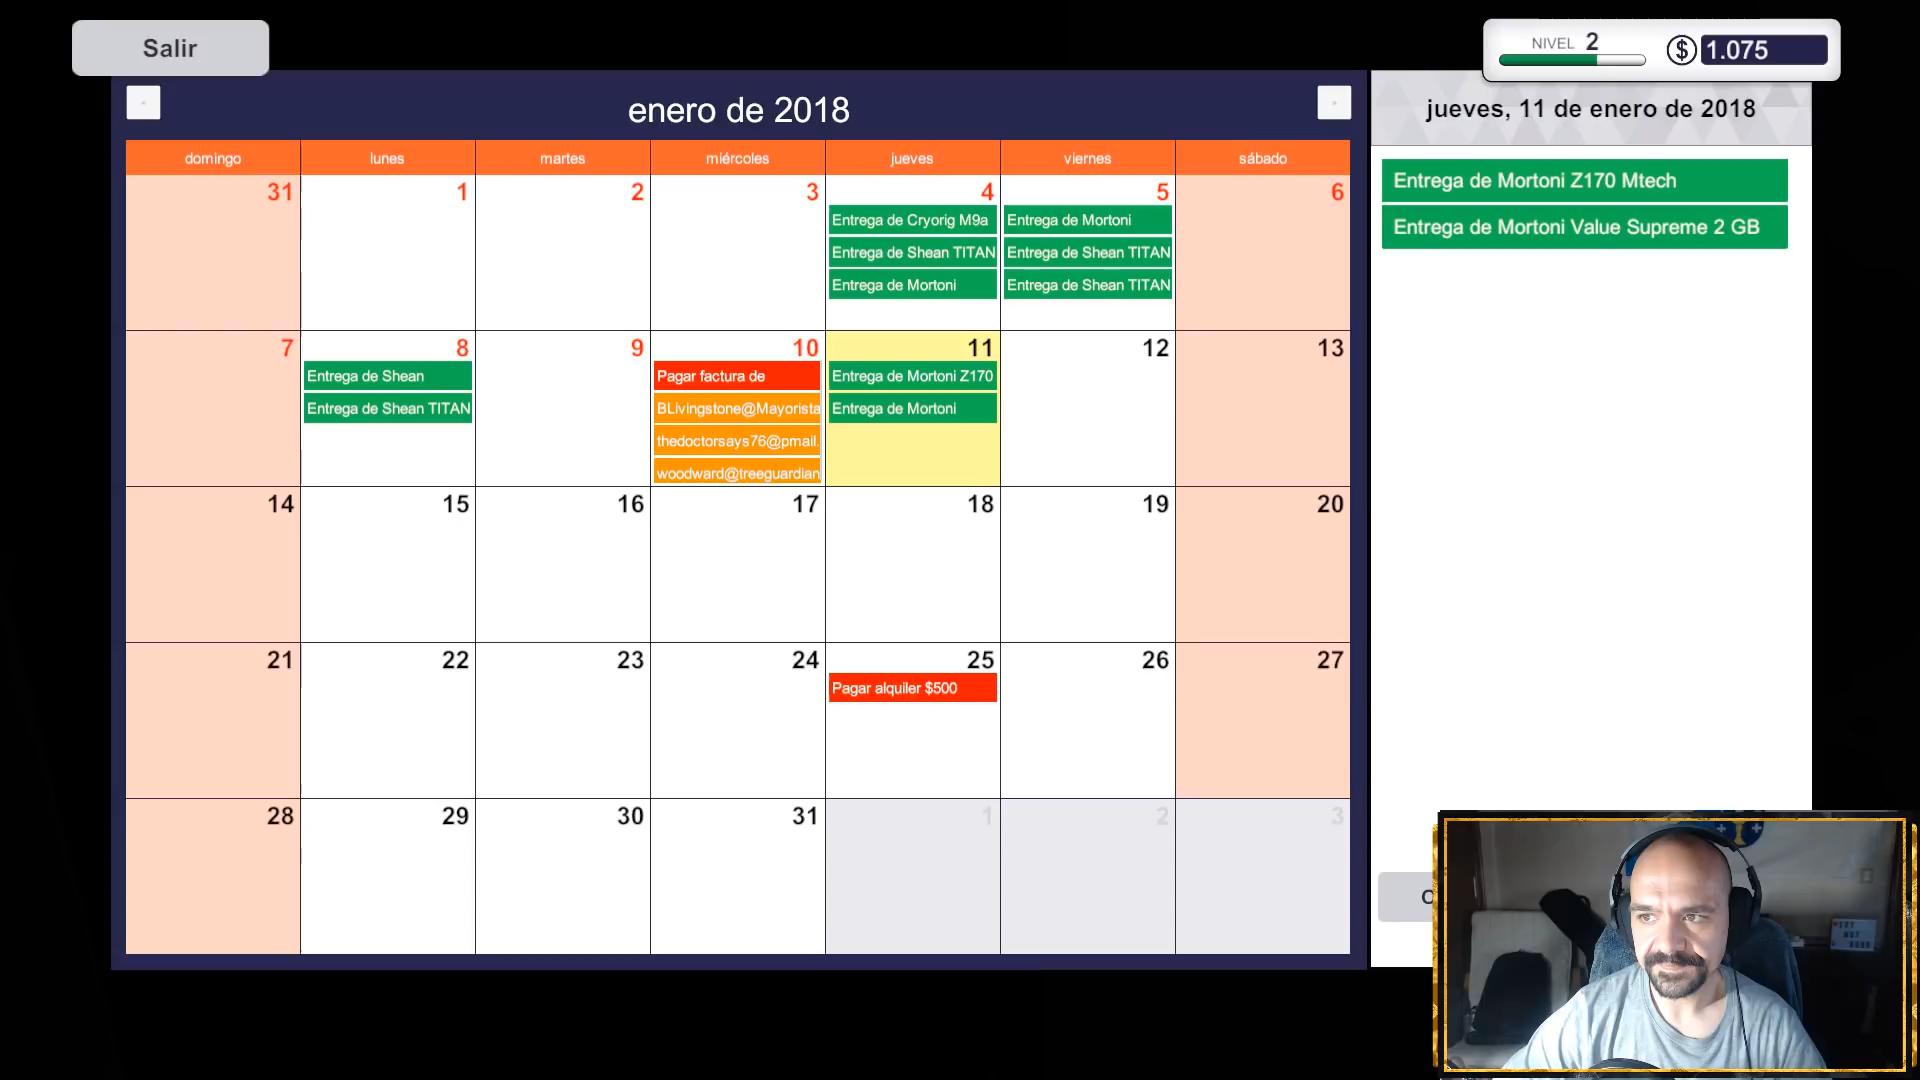 Salir
NIVEL 2
$ 1.075
enero de 2018
jueves, 11 de enero de 2018
domingo lunes martes miércoles jueves viernes sábado
31 1 2 3 4 5 6
Entrega de Cryorig M9a Entrega de Mortoni
Entrega de Shean TITAN Entrega de Shean TITAN
Entrega de Mortoni Entrega de Shean TITAN
7 8 9 10 11 12 13
Entrega de Shean Pagar factura de Entrega de Mortoni Z170
Entrega de Shean TITAN BLivingstone@Mayorista Entrega de Mortoni
thedoctorsays76@pmail.
woodward@treeguardian
14 15 16 17 18 19 20
21 22 23 24 25 26 27
Pagar alquiler $500
28 29 30 31 1 2 3
Entrega de Mortoni Z170 Mtech
Entrega de Mortoni Value Supreme 2 GB